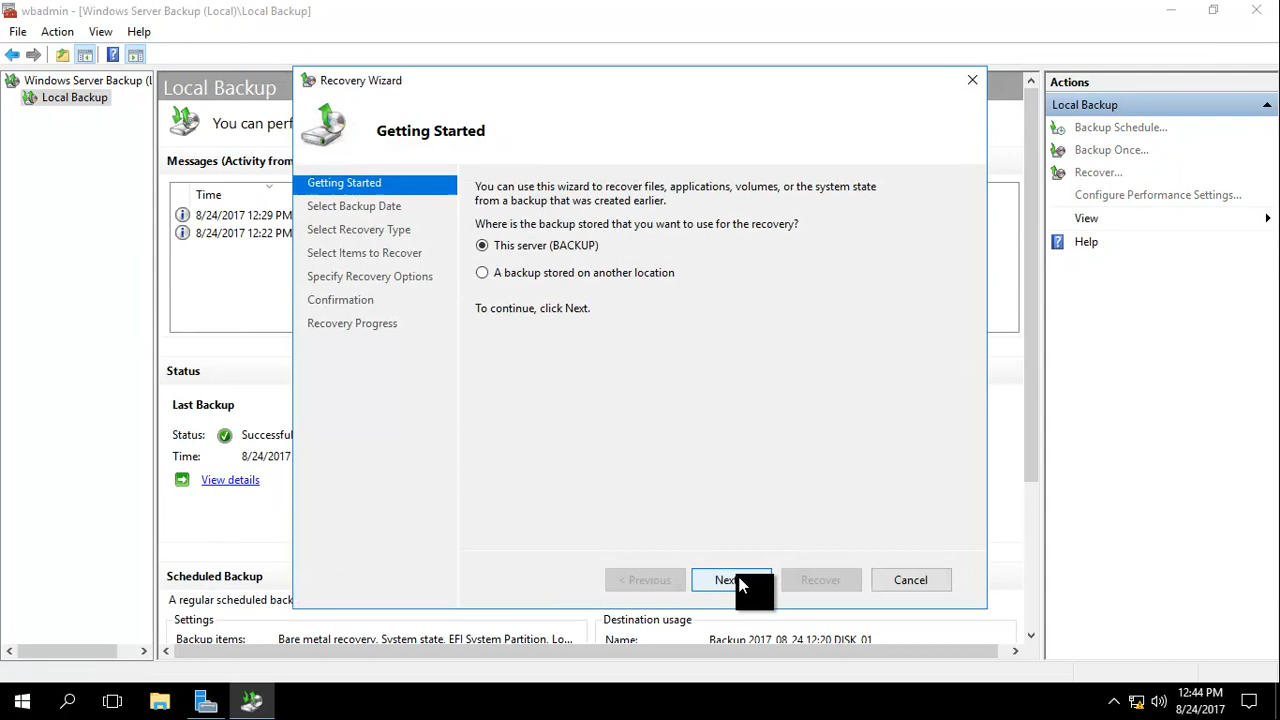 wbadmin - [Windows Server Backup (Local)\Local Backup]
File Action View Help
Windows Server Backup (L
Local Backup
Local Backup
You can perf
Messages (Activity from
Time
8/24/2017 12:29 PM
8/24/2017 12:22 PM
Status
Last Backup
Status: Successful
Time: 8/24/2017
View details
Scheduled Backup
A regular scheduled back
Settings
Backup items: Bare metal recovery, System state, EFI System Partition, Lo...
Destination usage
Name: Backup 2017_08_24 12:20 DISK_01
Recovery Wizard
Getting Started
Getting Started
Select Backup Date
Select Recovery Type
Select Items to Recover
Specify Recovery Options
Confirmation
Recovery Progress
You can use this wizard to recover files, applications, volumes, or the system state
from a backup that was created earlier.
Where is the backup stored that you want to use for the recovery?
This server (BACKUP)
A backup stored on another location
To continue, click Next.
< Previous
Recover
Cancel
Actions
Local Backup
Backup Schedule...
Backup Once...
Recover...
Configure Performance Settings...
View
Help
12:44 PM
8/24/2017